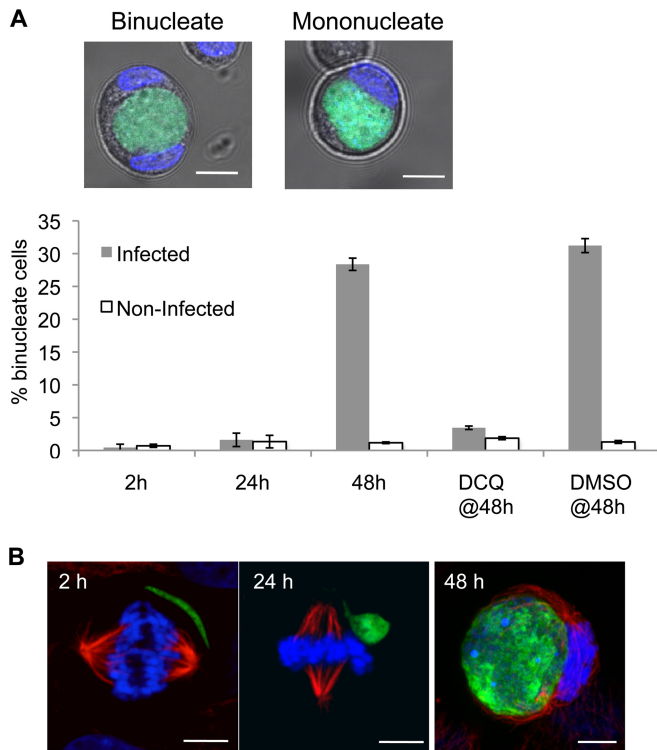 A
Binucleate
Mononucleate
% binucleate cells
35
30
25
20
15
10
5
0
Infected
Non-Infected
2h
24h
48h
DCQ
@48h
DMSO
@48h
B
2 h
24 h
48 h